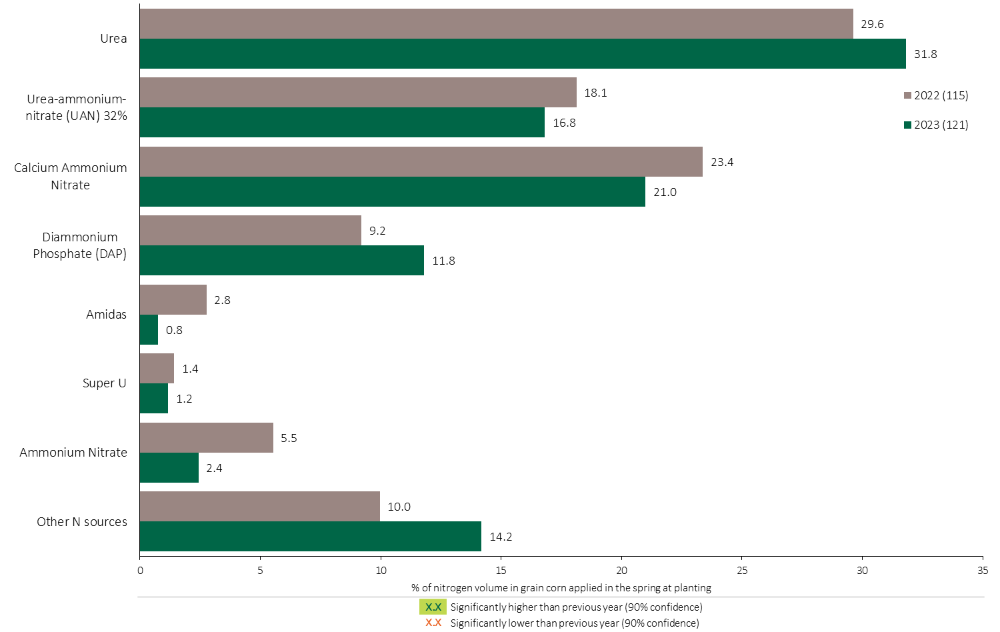 Urea
29.6
31.8
Urea-ammonium-
nitrate (UAN) 32%
18.1
16.8
2022 (115)
2023 (121)
Calcium Ammonium
Nitrate
23.4
21.0
Diammonium
Phosphate (DAP)
9.2
11.8
Amidas
2.8
0.8
Super U
1.4
1.2
Ammonium Nitrate
5.5
2.4
Other N sources
10.0
14.2
0 5 10 15 20 25 30 35
% of nitrogen volume in grain corn applied in the spring at planting
X.X Significantly higher than previous year (90% confidence)
X.X Significantly lower than previous year (90% confidence)